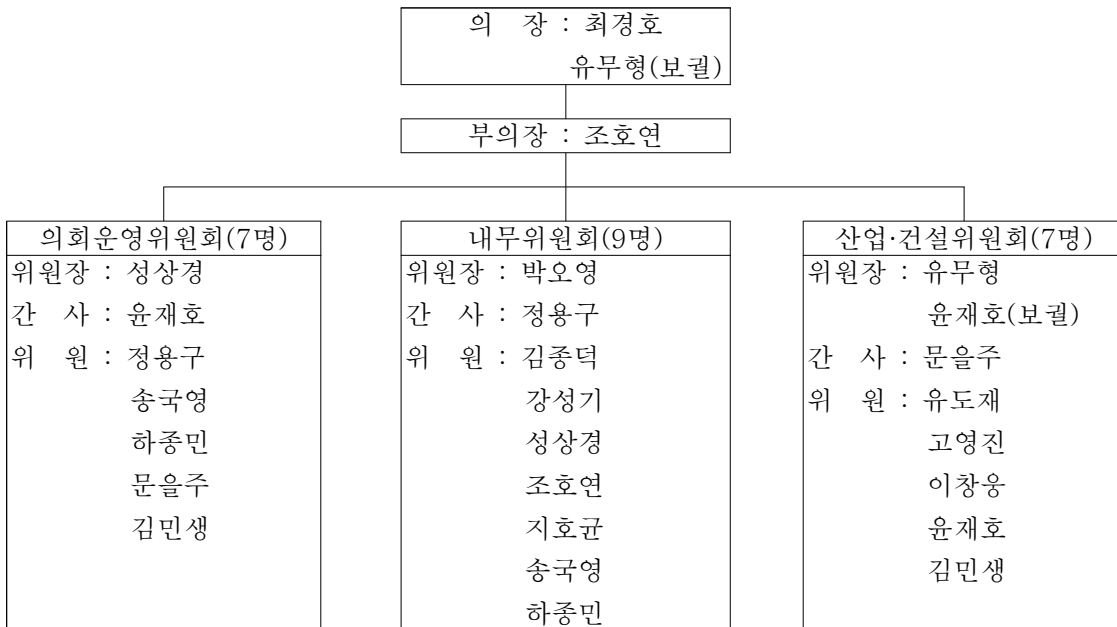 의 장 : 최경호
유무형(보궐)
부의장 : 조호연
의회운영위원회(7명)
위원장 : 성상경
간 사 : 윤재호
위 원 : 정용구
송국영
하종민
문을주
김민생
내무위원회(9명)
위원장 : 박오영
간 사 : 정용구
위 원 : 김종덕
강성기
성상경
조호연
지호균
송국영
하종민
산업·건설위원회(7명)
위원장 : 유무형
윤재호(보궐)
간 사 : 문을주
위 원 : 유도재
고영진
이창웅
윤재호
김민생